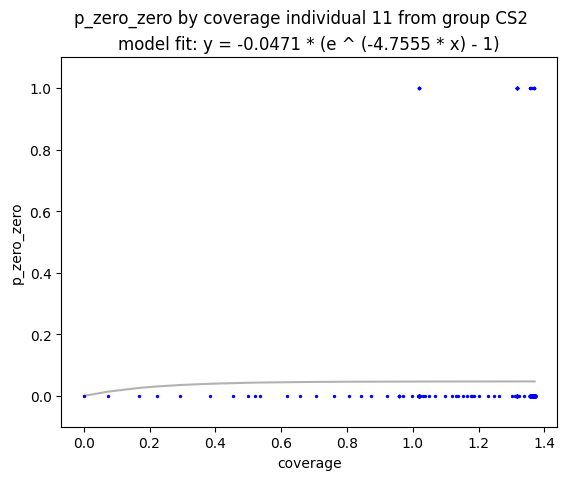 p_zero_zero by coverage individual 11 from group CS2
model fit: y = -0.0471 * (e ^ (-4.7555 * x) - 1)
1.0
0.8
0.6
0.4
0.2
0.0
p_zero_zero
0.0 0.2 0.4 0.6 0.8 1.0 1.2 1.4
coverage